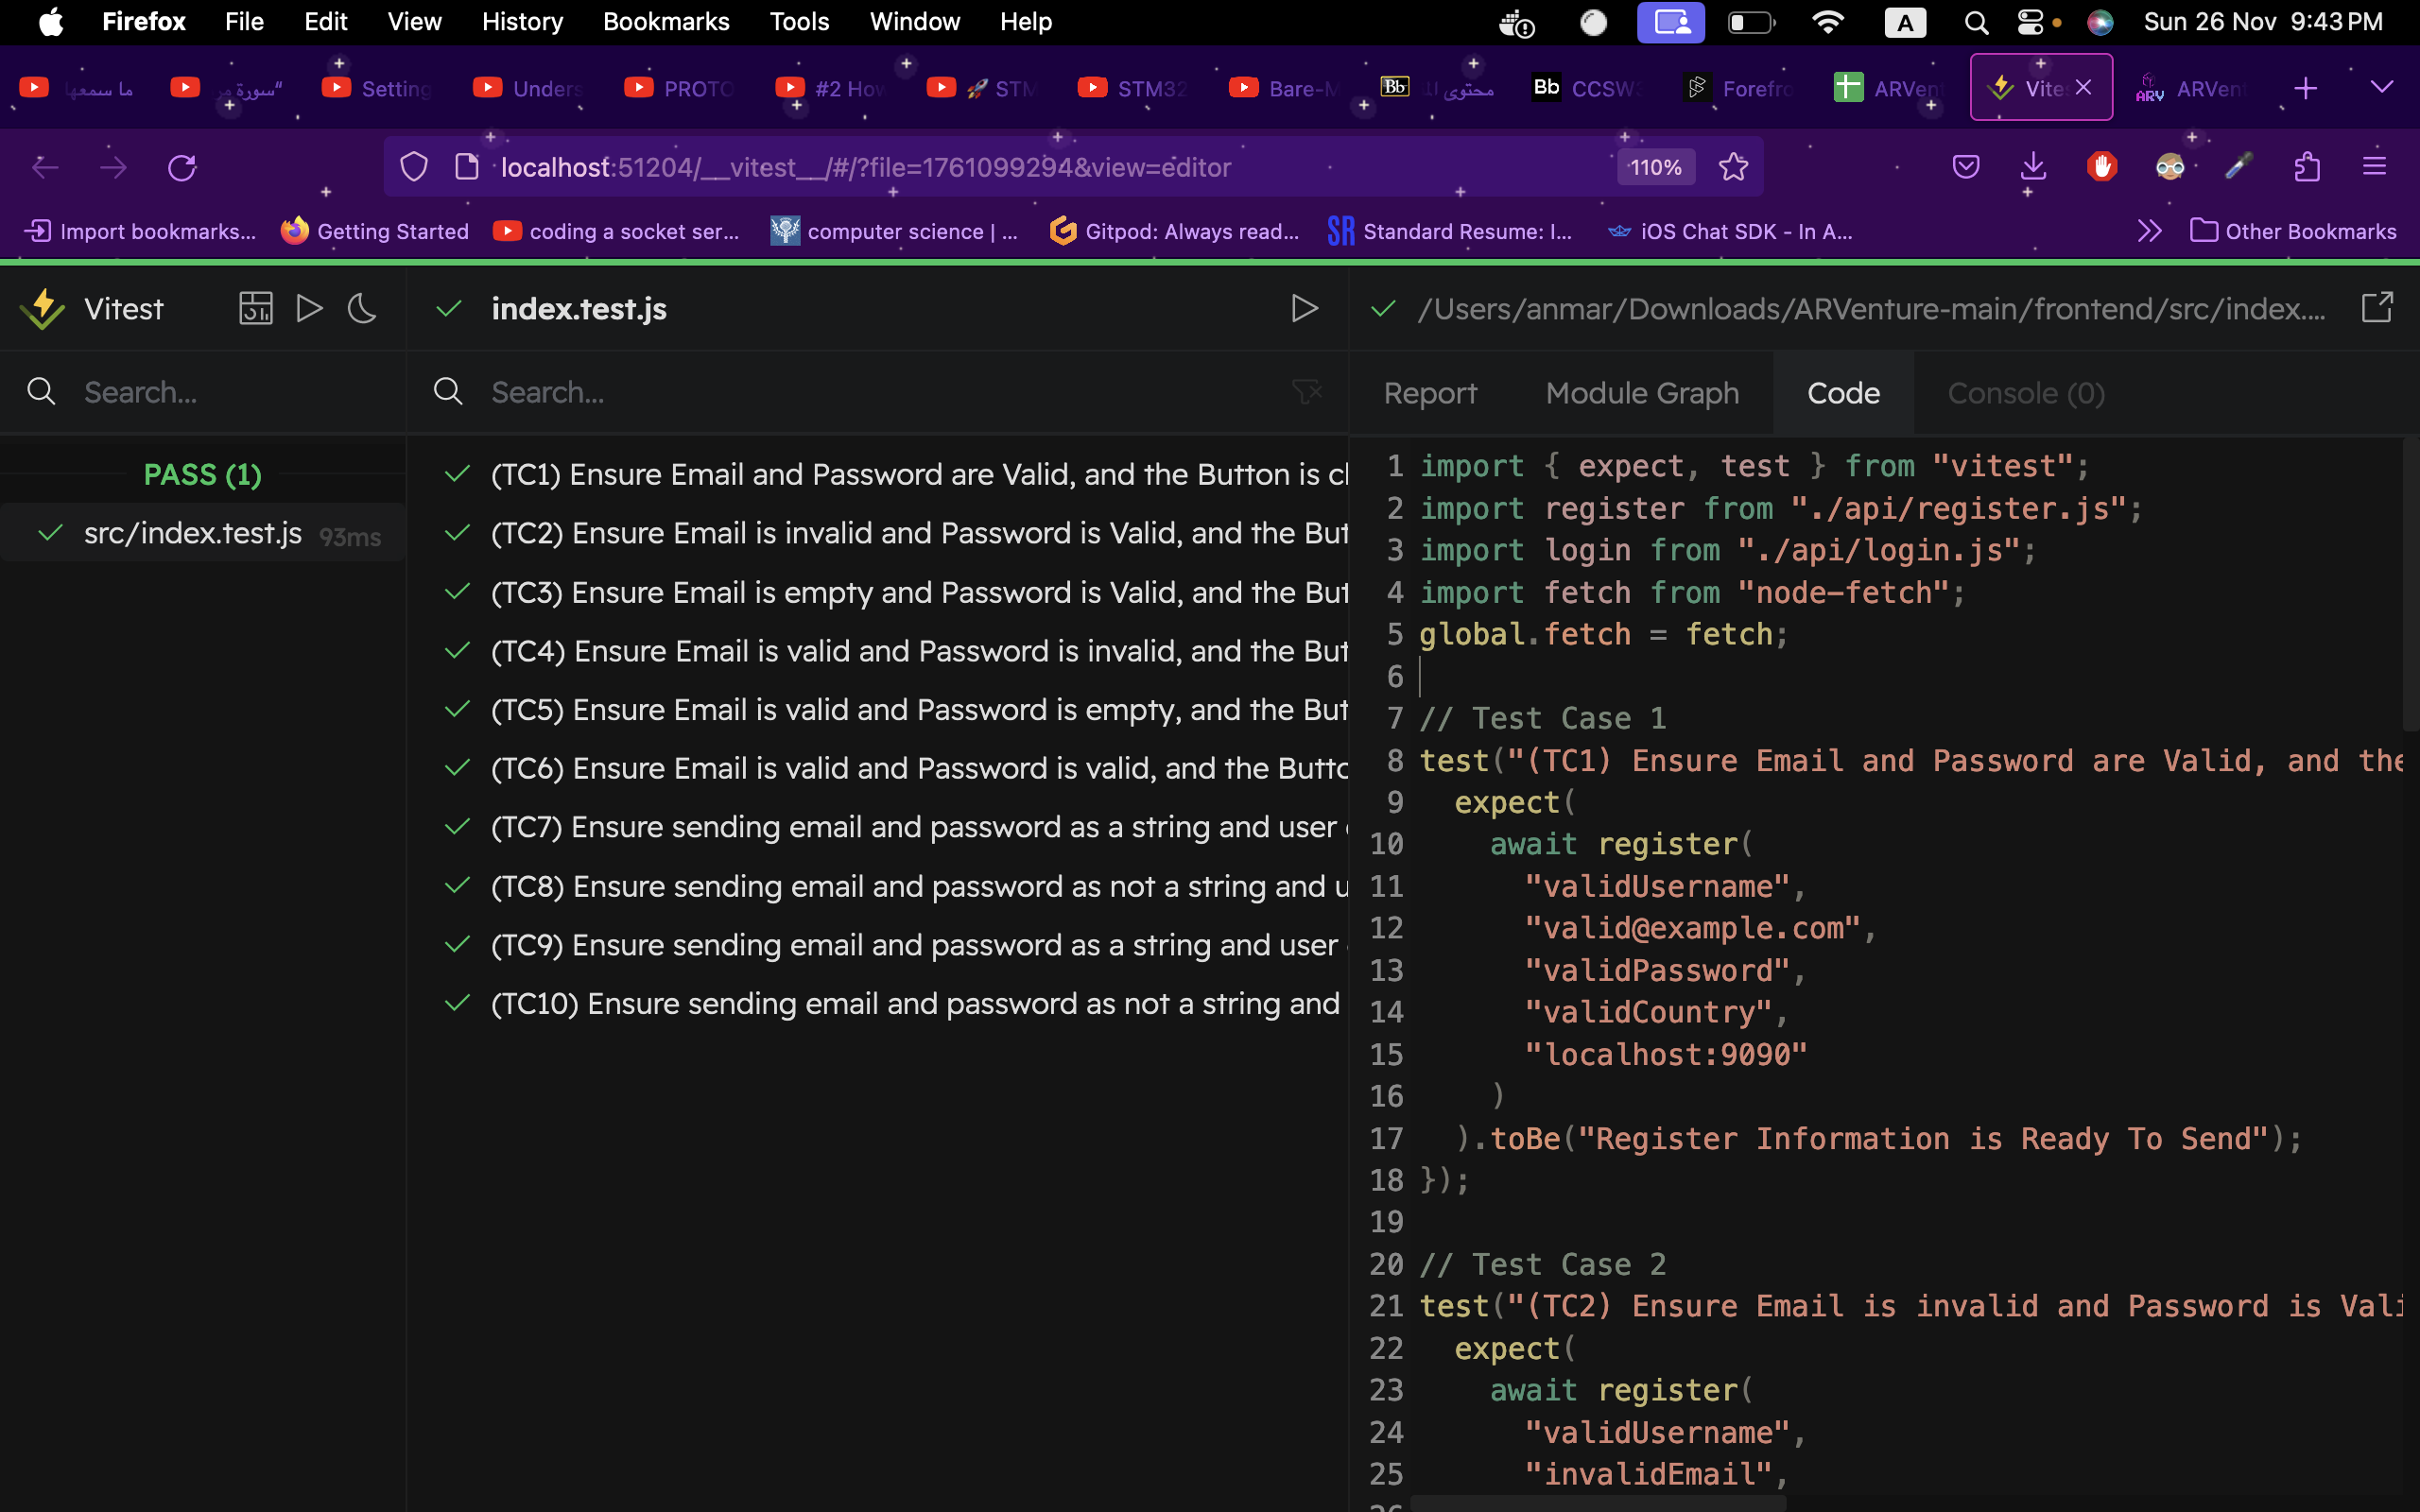 Firefox File Edit View History Bookmarks Tools Window Help A Sun 26 Nov 9:43 PM
ما سمعها سورة مر“ Setting Unders PROTO #2 How 🚀 STM STM32 Bare-M Bb محتوى ال Bb CCSW Forefro ARVen Vites ARV ARVent
localhost:51204/__vitest__/#/?file=1761099294&view=editor 110%
Import bookmarks... Getting Started coding a socket ser... computer science | ... Gitpod: Always read... SR Standard Resume: I... iOS Chat SDK - In A... Other Bookmarks
Vitest
Search...
PASS (1)
src/index.test.js 93ms
index.test.js
Search...
(TC1) Ensure Email and Password are Valid, and the Button is cl
(TC2) Ensure Email is invalid and Password is Valid, and the But
(TC3) Ensure Email is empty and Password is Valid, and the But
(TC4) Ensure Email is valid and Password is invalid, and the But
(TC5) Ensure Email is valid and Password is empty, and the But
(TC6) Ensure Email is valid and Password is valid, and the Butto
(TC7) Ensure sending email and password as a string and user
(TC8) Ensure sending email and password as not a string and u
(TC9) Ensure sending email and password as a string and user
(TC10) Ensure sending email and password as not a string and
/Users/anmar/Downloads/ARVenture-main/frontend/src/index....
Report Module Graph Code Console (0)
1 import { expect, test } from "vitest";
2 import register from "./api/register.js";
3 import login from "./api/login.js";
4 import fetch from "node-fetch";
5 global.fetch = fetch;
6
7 // Test Case 1
8 test("(TC1) Ensure Email and Password are Valid, and the
9 expect(
10 await register(
11 "validUsername",
12 "valid@example.com",
13 "validPassword",
14 "validCountry",
15 "localhost:9090"
16 )
17 ).toBe("Register Information is Ready To Send");
18 });
19
20 // Test Case 2
21 test("(TC2) Ensure Email is invalid and Password is Vali
22 expect(
23 await register(
24 "validUsername",
25 "invalidEmail",